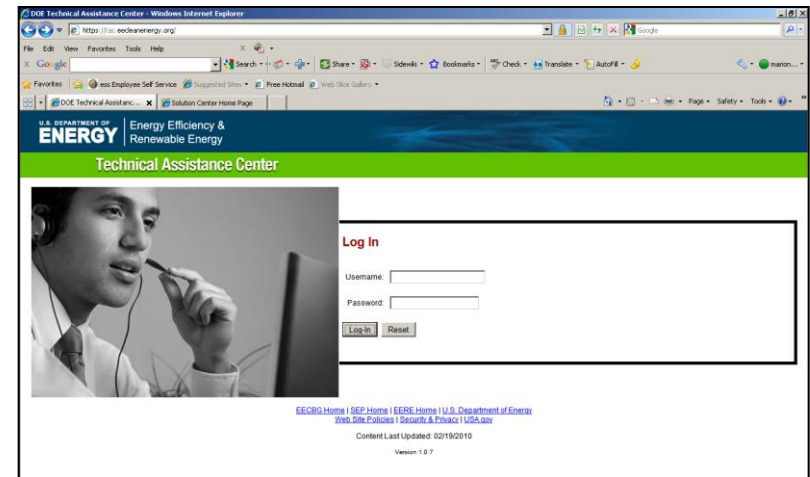 DOE Technical Assistance Center - Windows Internet Explorer
https://tac.eecleanenergy.org/
Google
File Edit View Favorites Tools Help
x Google Search Share Sidewiki Bookmarks Check Translate AutoFill marion...
Favorites ess Employee Self Service Suggested Sites Free Hotmail Web Slice Gallery
DOE Technical Assistanc... x Solution Center Home Page Page Safety Tools
U.S. DEPARTMENT OF
ENERGY
Energy Efficiency &
Renewable Energy
Technical Assistance Center
Log In
Username:
Password:
Log-In Reset
EECBG Home | SEP Home | EERE Home | U.S. Department of Energy
Web Site Policies | Security & Privacy | USA.gov
Content Last Updated: 02/19/2010
Version 1.0.7